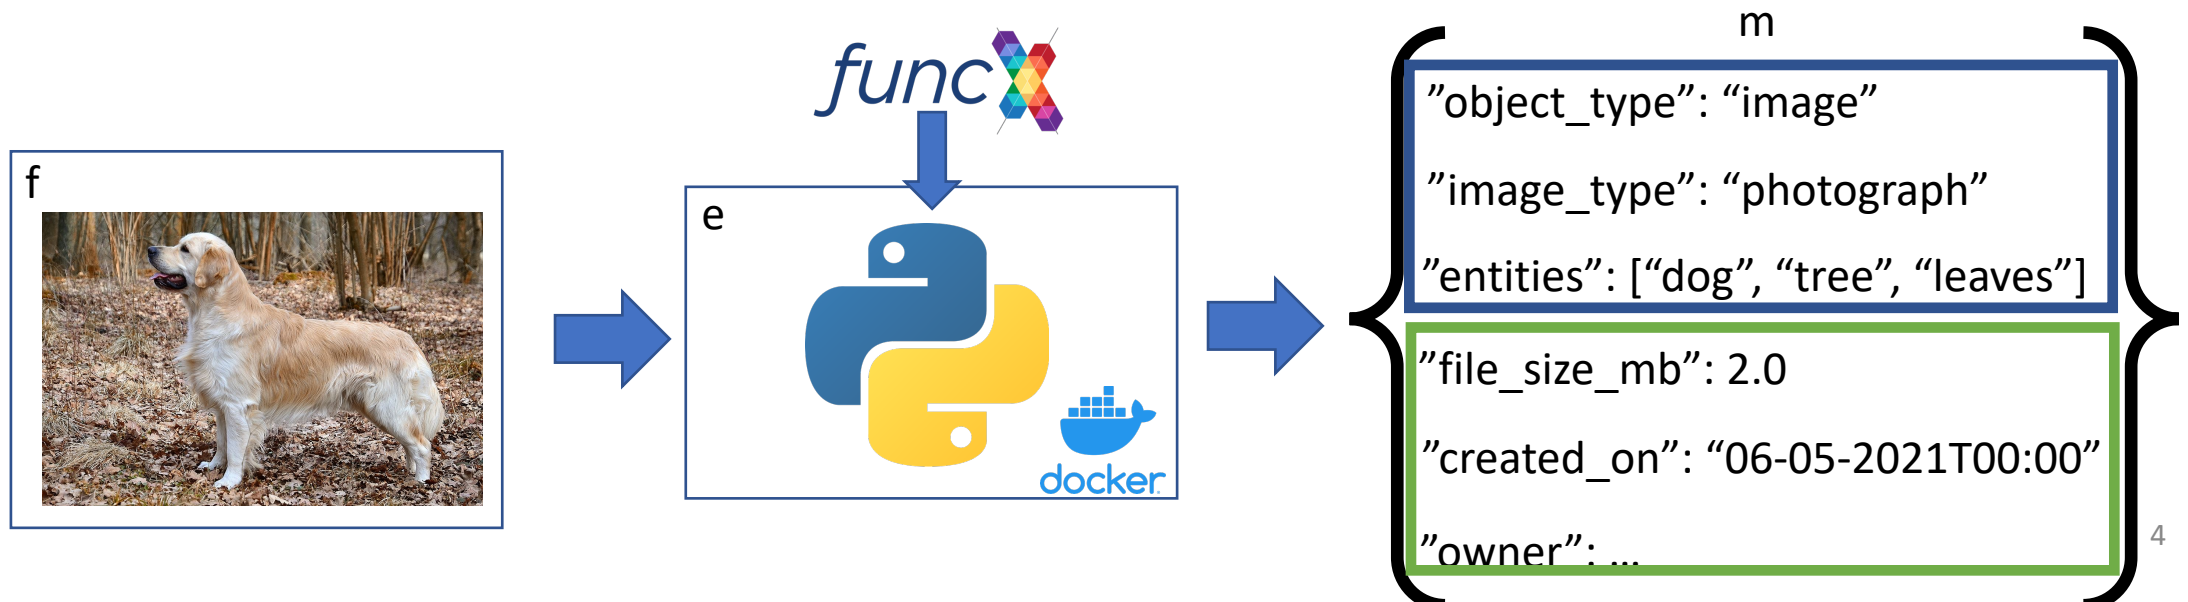 f
funcX
e
docker
m
”object_type”: “image”
”image_type”: “photograph”
”entities”: [“dog”, “tree”, “leaves”]
”file_size_mb”: 2.0
”created_on”: “06-05-2021T00:00”
”owner”: …
4